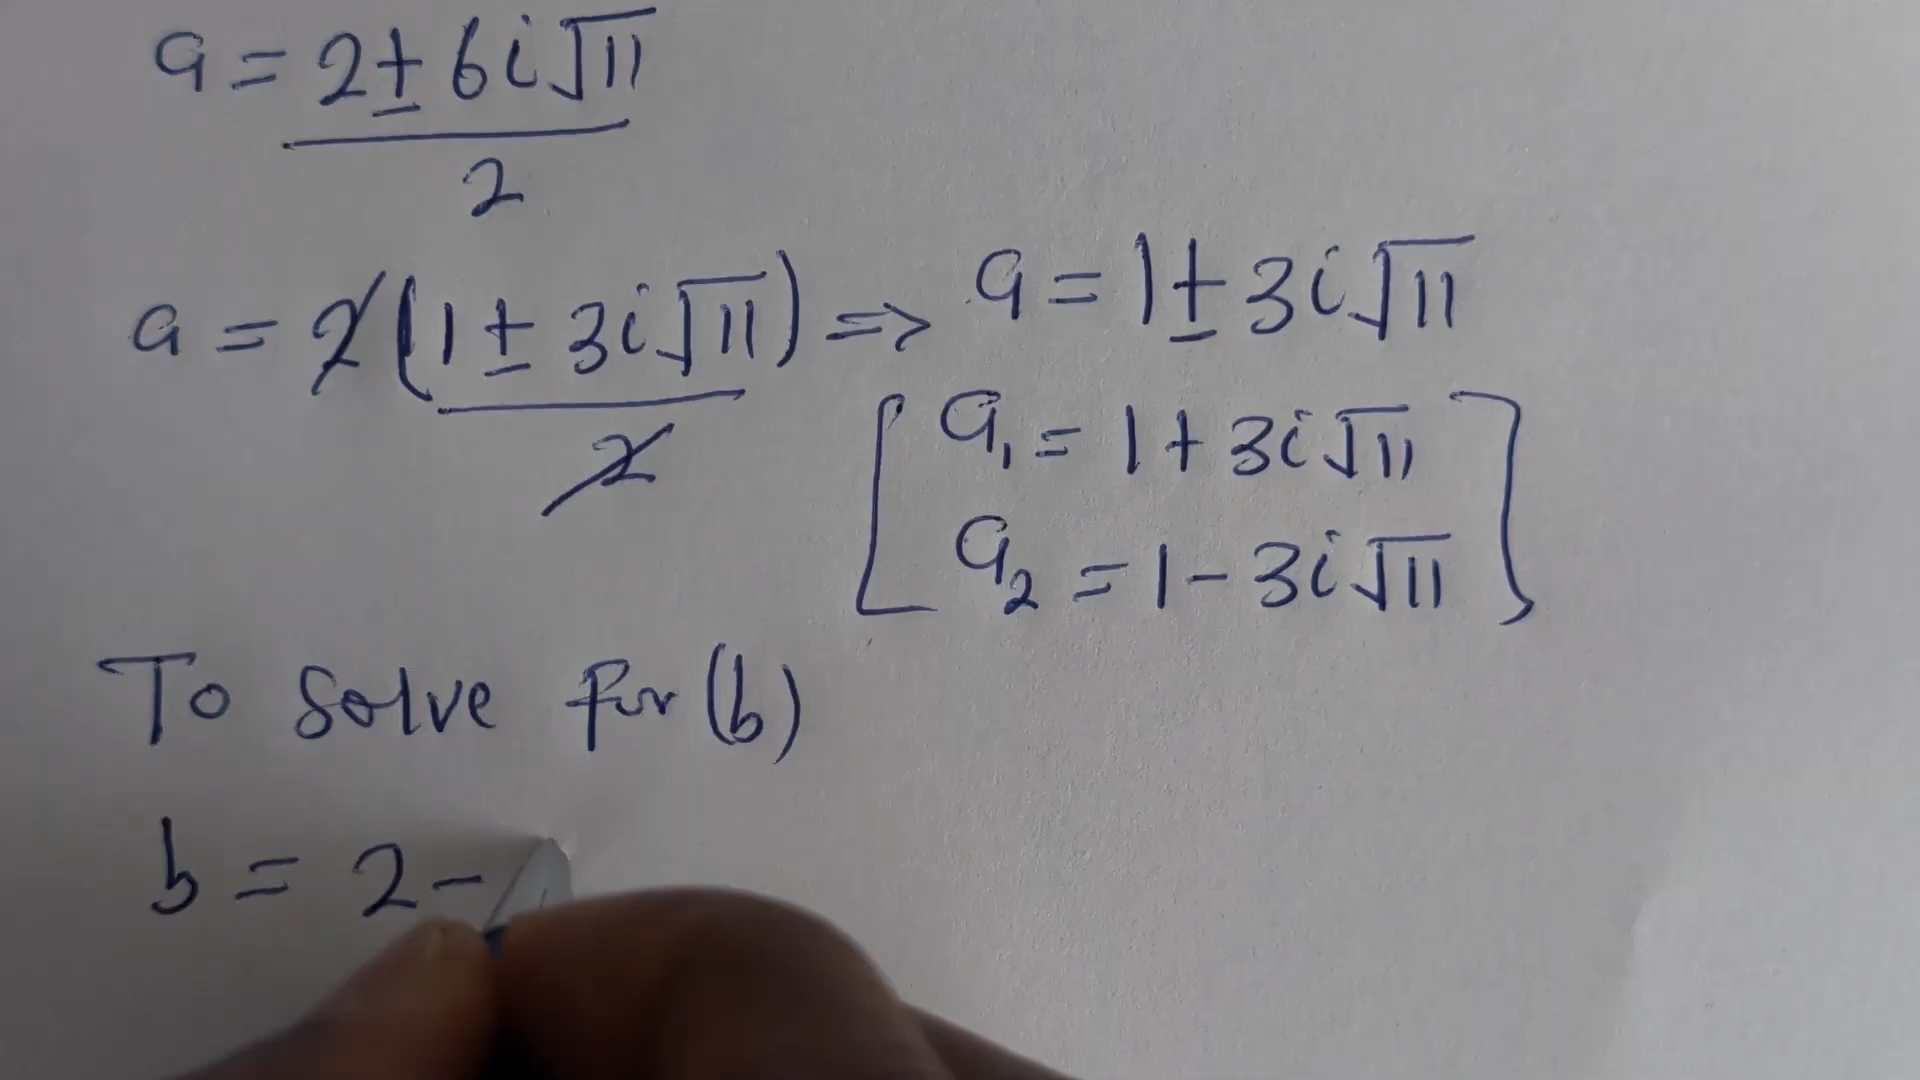 a = 2 ± 6i√11
2
a = 2(1 ± 3i√11) => a = 1 ± 3i√11
2
a₁ = 1 + 3i√11
a₂ = 1 - 3i√11
To solve for (b)
b = 2 -